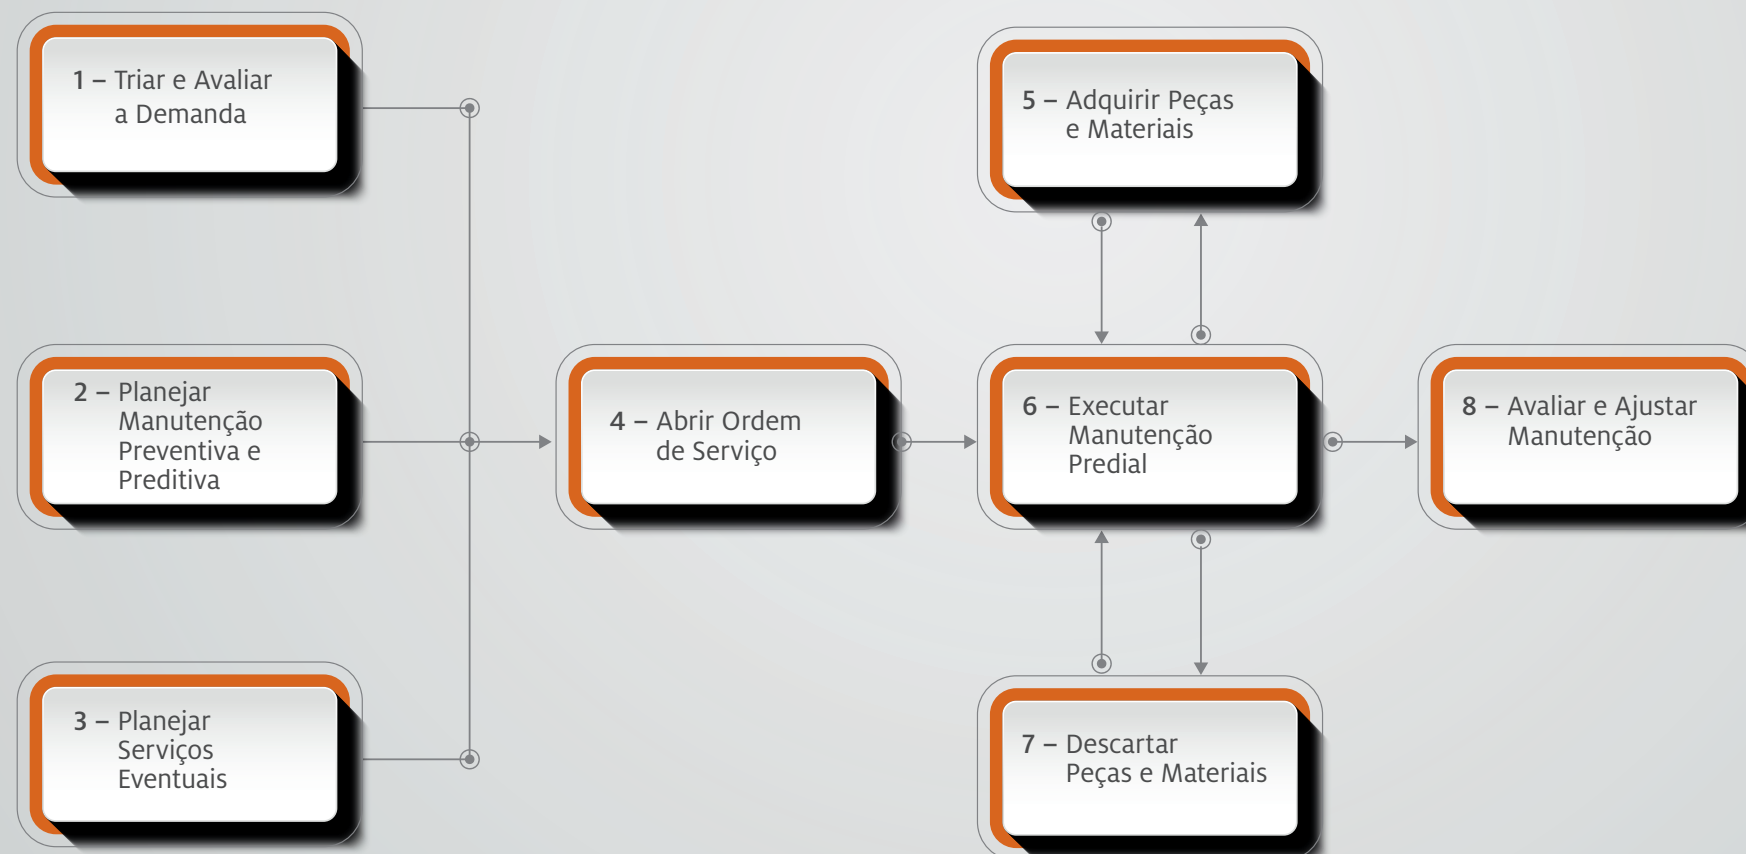 1 – Triar e Avaliar
a Demanda
2 – Planejar
Manutenção
Preventiva e
Preditiva
3 – Planejar
Serviços
Eventuais
4 – Abrir Ordem
de Serviço
5 – Adquirir Peças
e Materiais
6 – Executar
Manutenção
Predial
7 – Descartar
Peças e Materiais
8 – Avaliar e Ajustar
Manutenção